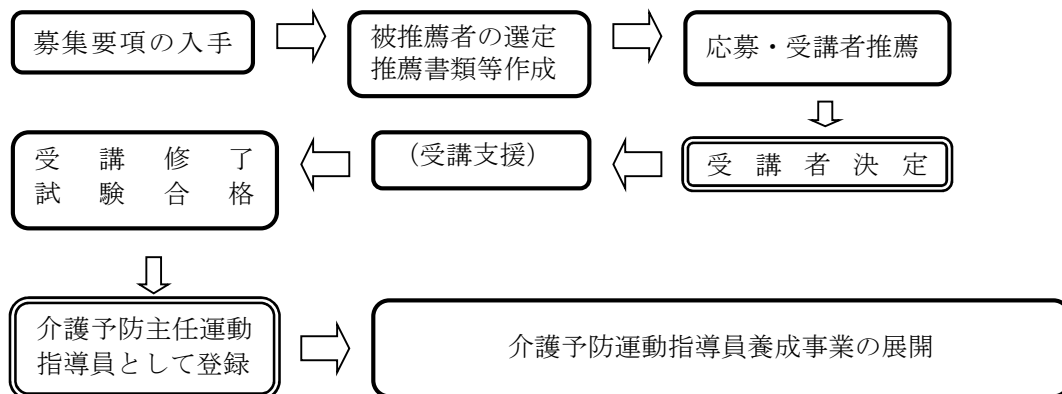 募集要項の入手
被推薦者の選定
推薦書類等作成
応募・受講者推薦
受講者決定
(受講支援)
受講修了
試験合格
介護予防主任運動
指導員として登録
介護予防運動指導員養成事業の展開